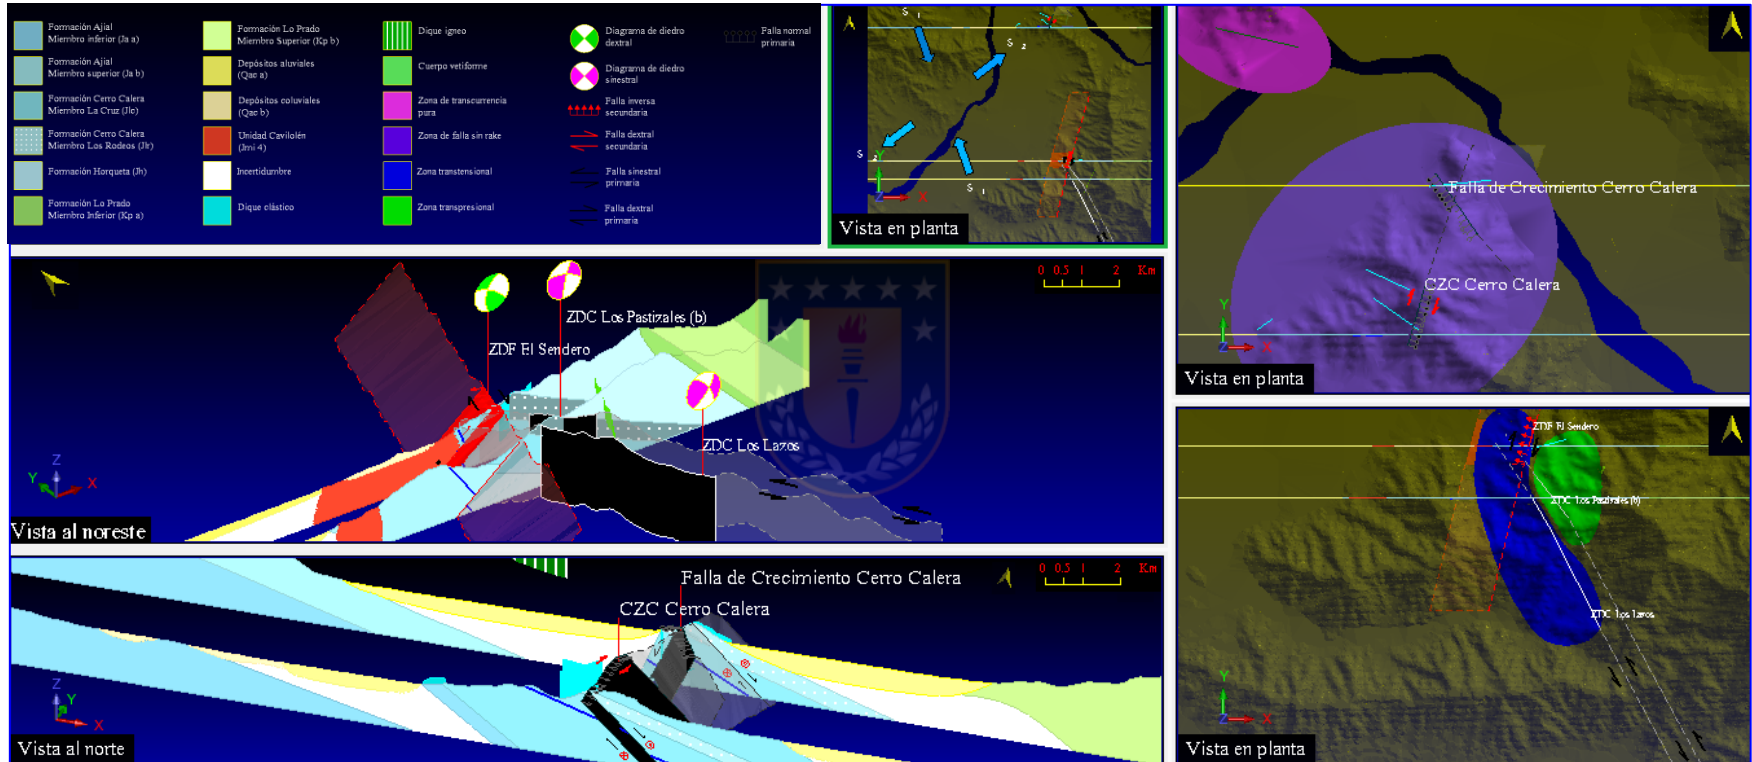 Formación Ajial
Miembro inferior (Ja a)
Formación Ajial
Miembro superior (Ja b)
Formación Cerro Calera
Miembro La Cruz (Jlc)
Formación Cerro Calera
Miembro Los Rodeos (Jlr)
Formación Horqueta (Jh)
Formación Lo Prado
Miembro Inferior (Kp a)
Formación Lo Prado
Miembro Superior (Kp b)
Depósitos aluviales
(Qac a)
Depósitos coluviales
(Qac b)
Unidad Cavilolén
(Jmi 4)
Incertidumbre
Dique clástico
Dique igneo
Cuerpo vetiforme
Zona de transcurrencia
pura
Zona de falla sin rake
Zona transtensional
Zona transpresional
Diagrama de diedro
dextral
Diagrama de diedro
sinestral
Falla inversa
secundaria
Falla dextral
secundaria
Falla sinestral
primaria
Falla dextral
primaria
Falla normal
primaria
S 1
S 2
S 2
S 1
Y
Z X
Vista en planta
Falla de Crecimiento Cerro Calera
CZC Cerro Calera
Y
Z X
Vista en planta
0 0.5 1 2 Km
ZDC Los Pastizales (b)
ZDF El Sendero
ZDC Los Lazos
Z
Y X
Vista al noreste
ZDF El Sendero
ZDC Los Pastizales (b)
ZDC Los Lazos
Y
Z X
Vista en planta
0 0.5 1 2 Km
Falla de Crecimiento Cerro Calera
CZC Cerro Calera
Z
Y
X
Vista al norte